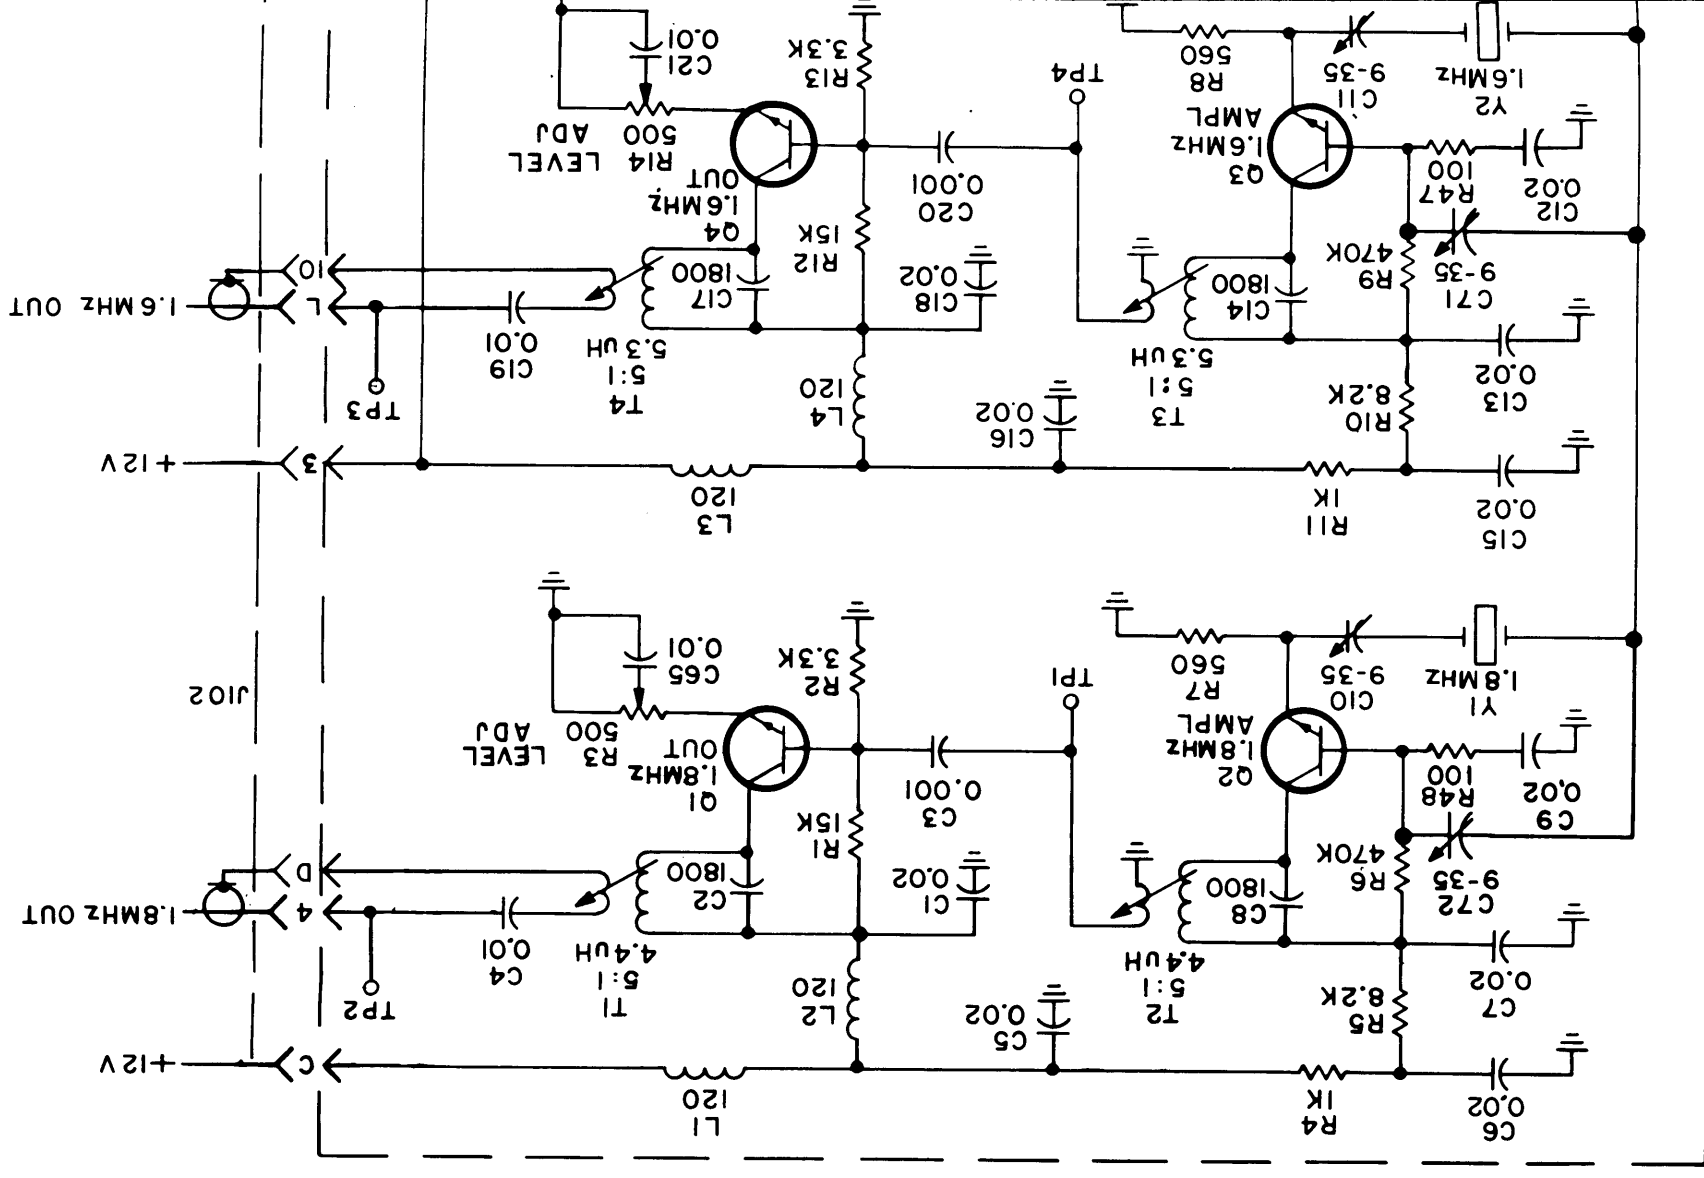 C6
0.02
R4
1K
L1
120
C
+12V
R5
8.2K
C5
0.02
L2
120
TP2
C7
0.02
T2
5:1
4.4uH
T1
5:1
4.4uH
C4
0.01
4
1.8MHz OUT
D
C72
9-35
R6
470K
C8
1800
C1
0.02
C2
1800
C9
0.02
R48
100
Q2
1.8MHz
AMPL
C3
0.001
R1
15K
Q1
1.8MHz
OUT
R3
500
LEVEL
ADJ
Y1
1.8MHz
C10
9-35
R7
560
TP1
R2
3.3K
C65
0.01
J102
C15
0.02
R11
1K
L3
120
3
+12V
C13
0.02
R10
8.2K
T3
5:1
5.3uH
C16
0.02
L4
120
T4
5:1
5.3uH
C19
0.01
TP3
L
1.6MHz OUT
10
C71
9-35
R9
470K
C14
1800
C18
0.02
R12
15K
C17
1800
C12
0.02
R47
100
Q3
1.6MHz
AMPL
C20
0.001
Q4
1.6MHz
OUT
R14
500
LEVEL
ADJ
Y2
1.6MHz
C11
9-35
R8
560
TP4
R13
3.3K
C21
0.01